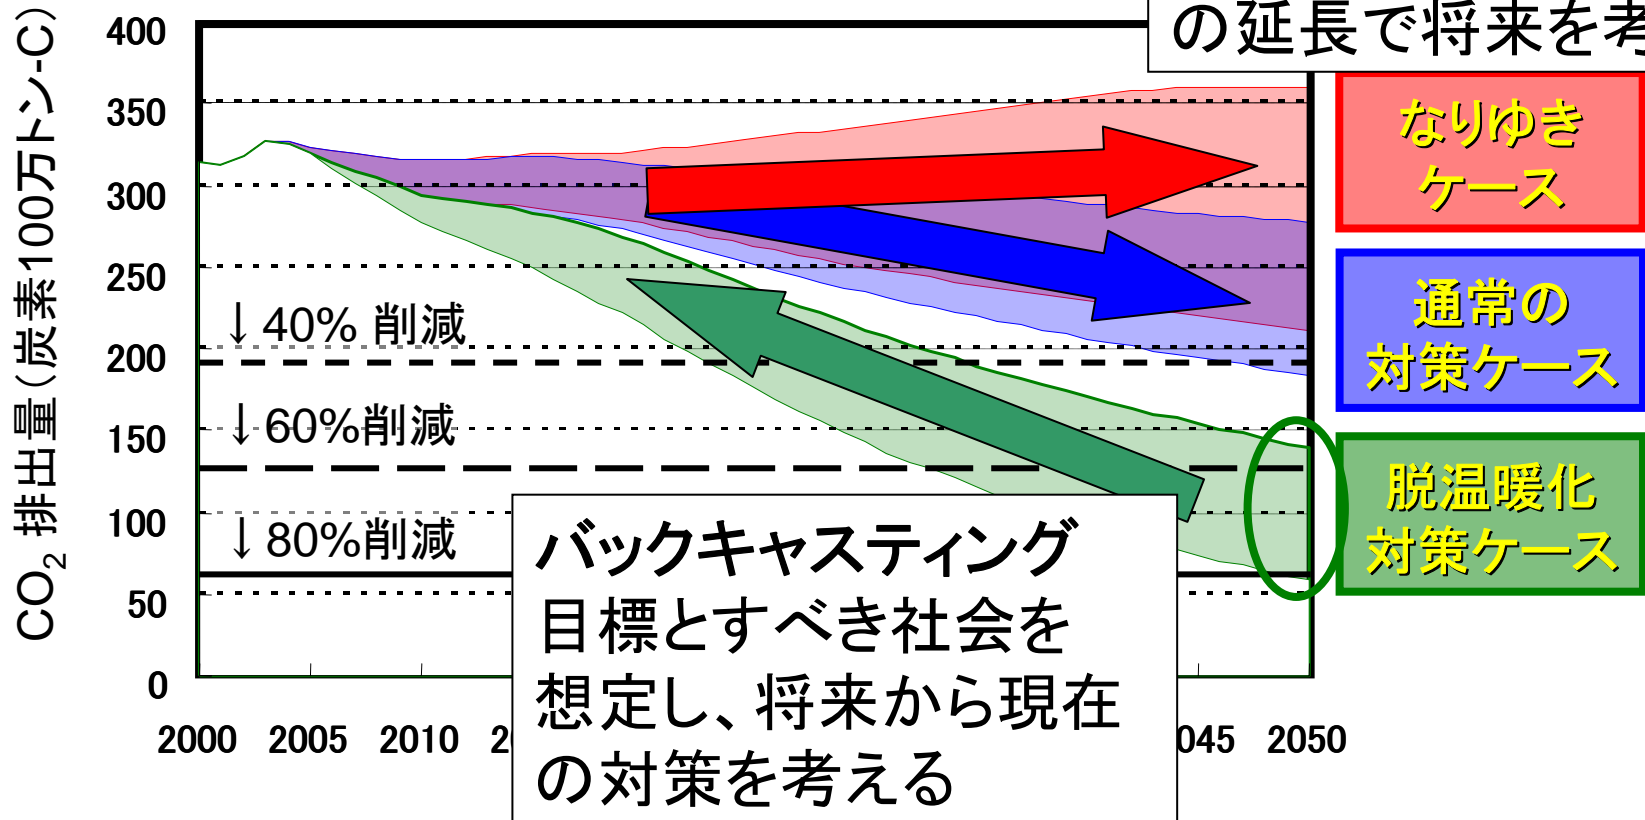 の延長で将来を考
CO₂ 排出量(炭素100万トン-C)
400
350
300
250
200
150
100
50
0
↓40% 削減
↓60%削減
↓80%削減
なりゆき
ケース
通常の
対策ケース
脱温暖化
対策ケース
バックキャスティング
目標とすべき社会を
想定し、将来から現在
の対策を考える
2000 2005 2010 2 045 2050